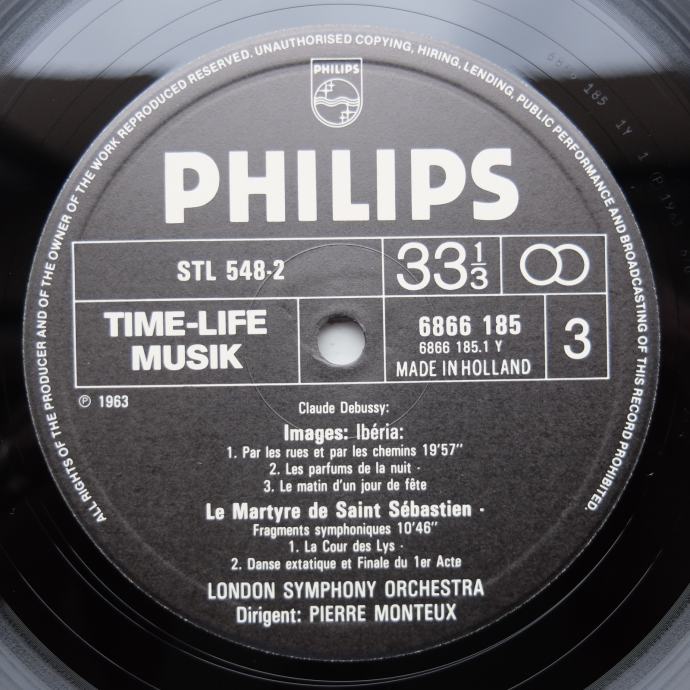 ALL RIGHTS OF THE PRODUCER AND OF THE OWNER OF THE WORK REPRODUCED RESERVED. UNAUTHORISED COPYING, HIRING, LENDING, PUBLIC PERFORMANCE AND BROADCASTING OF THIS RECORD PROHIBITED.
PHILIPS
PHILIPS
STL 548-2
33 1/3
TIME-LIFE
MUSIK
6866 185
6866 185.1 Y
MADE IN HOLLAND
3
℗ 1963
Claude Debussy:
Images: Ibéria:
1. Par les rues et par les chemins 19'57"
2. Les parfums de la nuit ·
3. Le matin d'un jour de fête
Le Martyre de Saint Sébastien ·
Fragments symphoniques 10'46"
1. La Cour des Lys ·
2. Danse extatique et Finale du 1er Acte
LONDON SYMPHONY ORCHESTRA
Dirigent: PIERRE MONTEUX